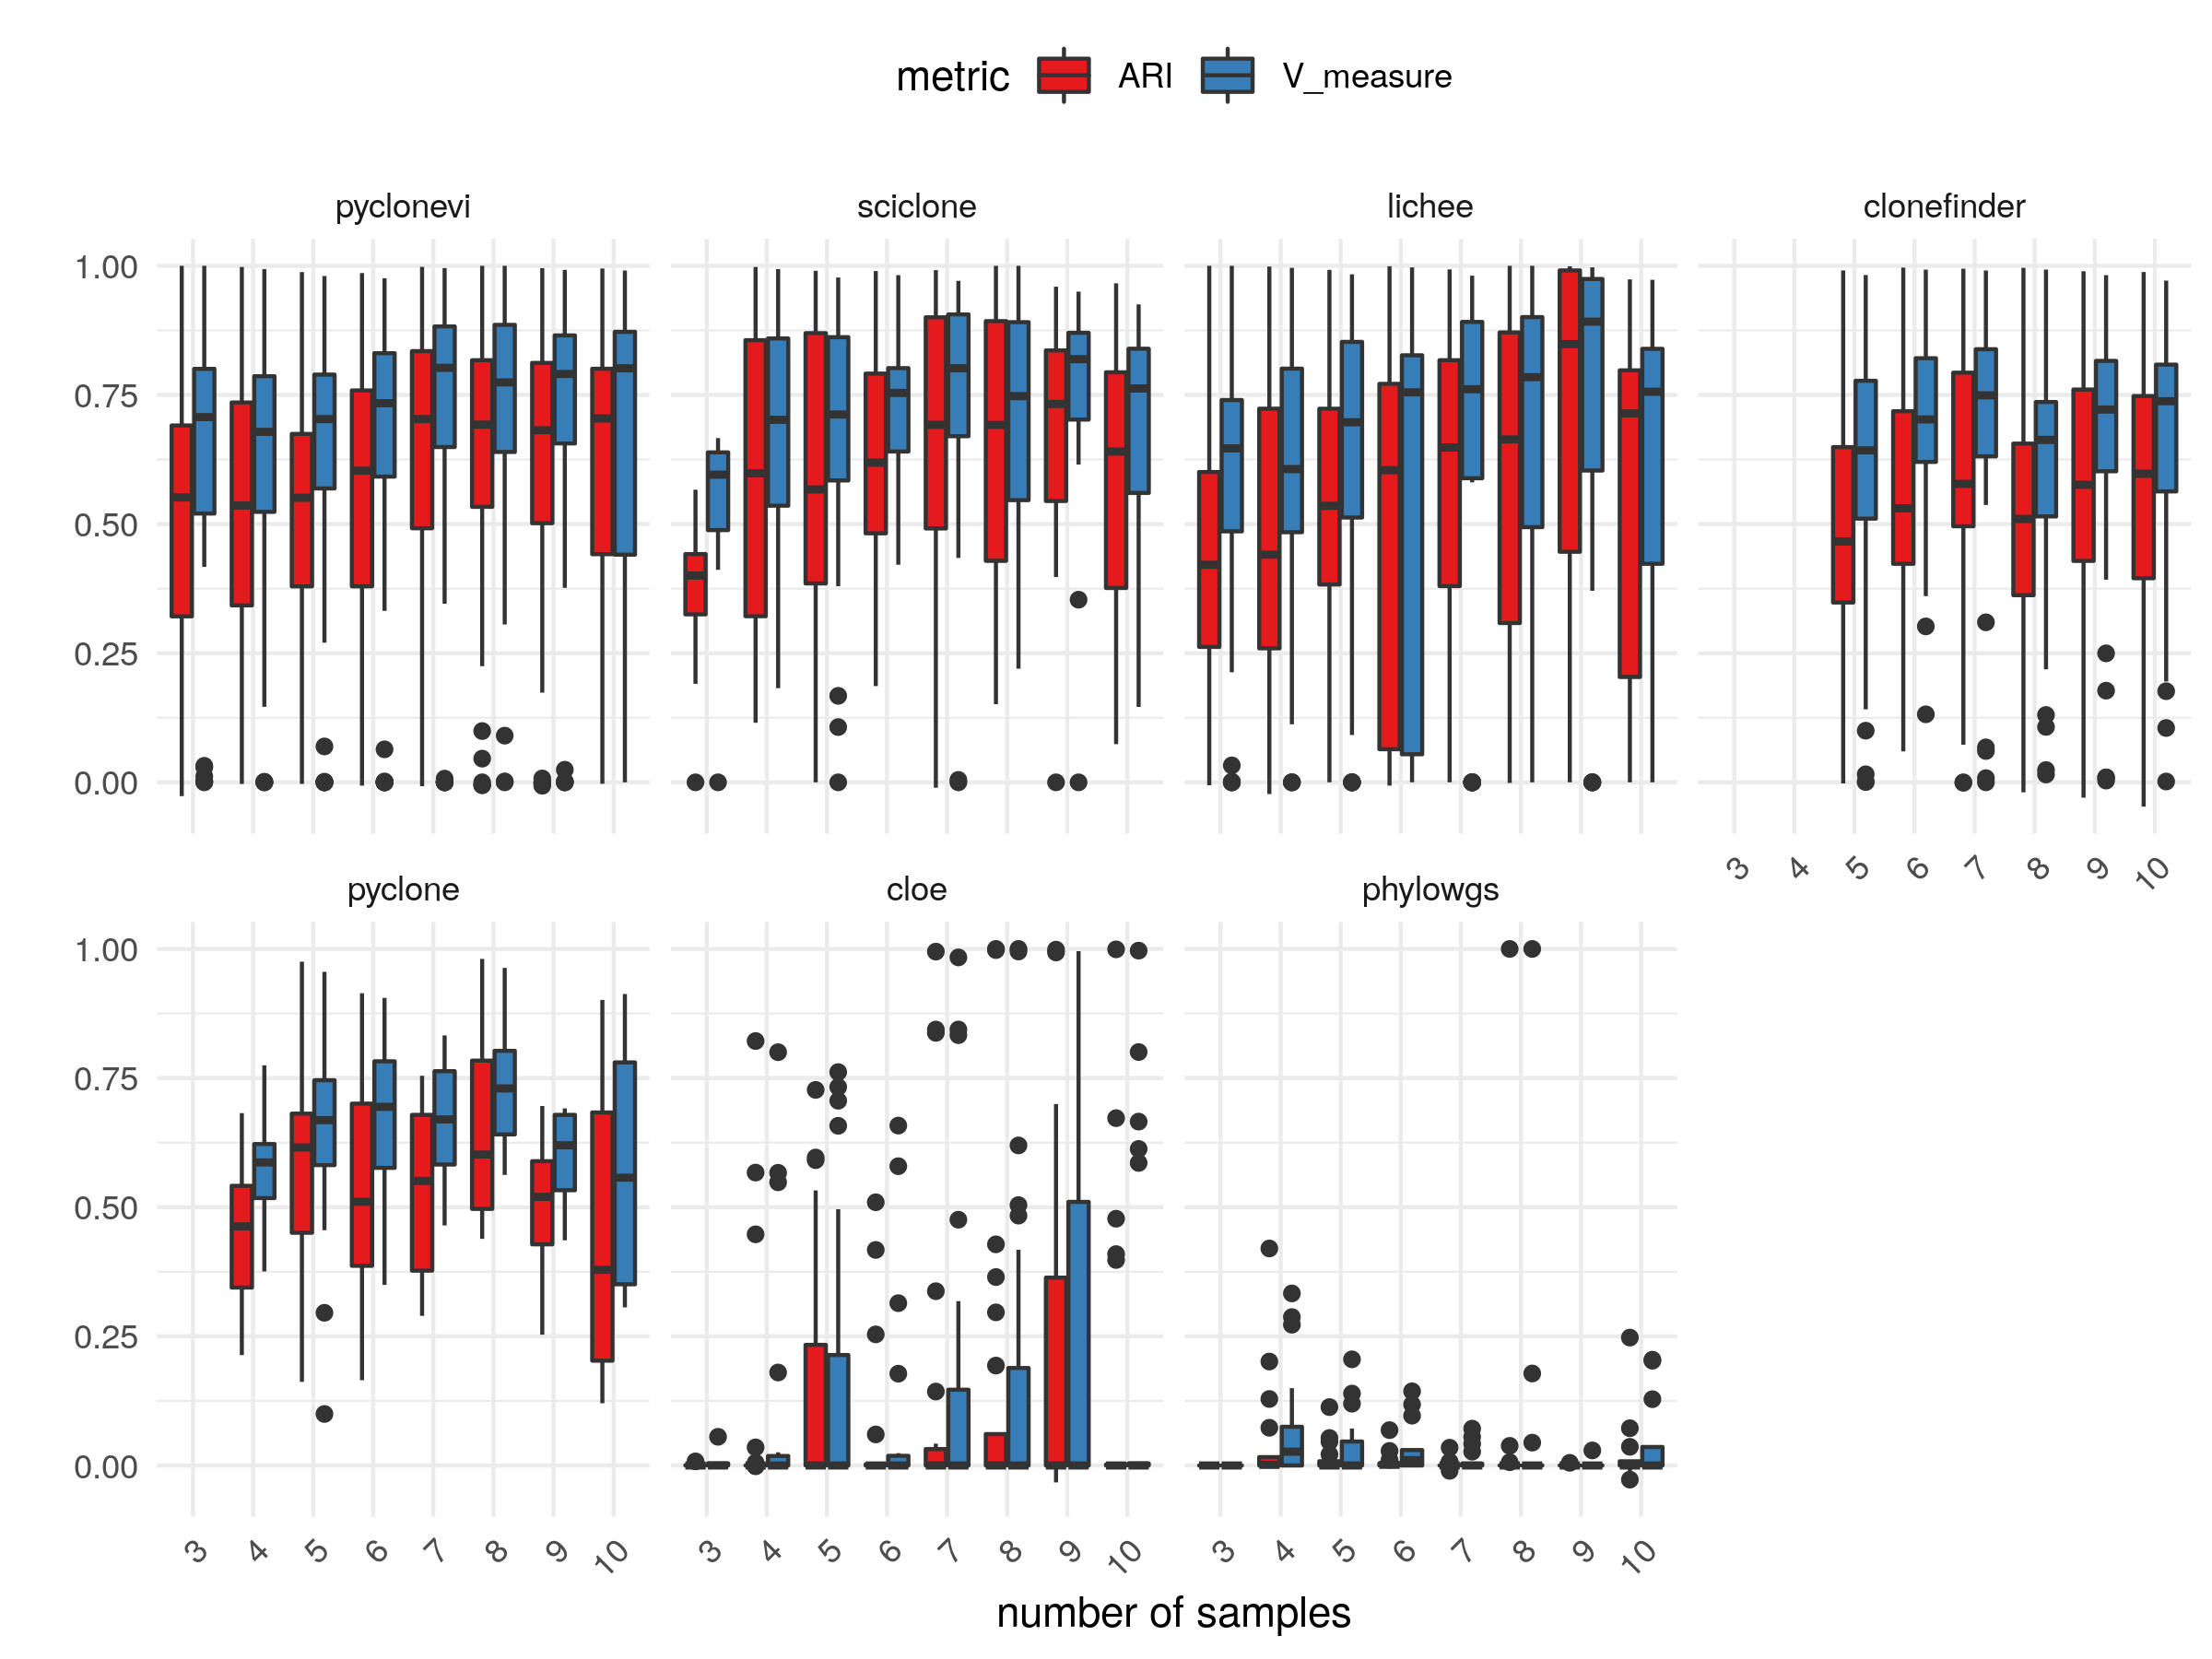 metric ARI V_measure
pyclonevi sciclone lichee clonefinder
1.00
0.75
0.50
0.25
0.00
3 4 5 6 7 8 9 10
pyclone cloe phylowgs
1.00
0.75
0.50
0.25
0.00
3 4 5 6 7 8 9 10 3 4 5 6 7 8 9 10 3 4 5 6 7 8 9 10
number of samples